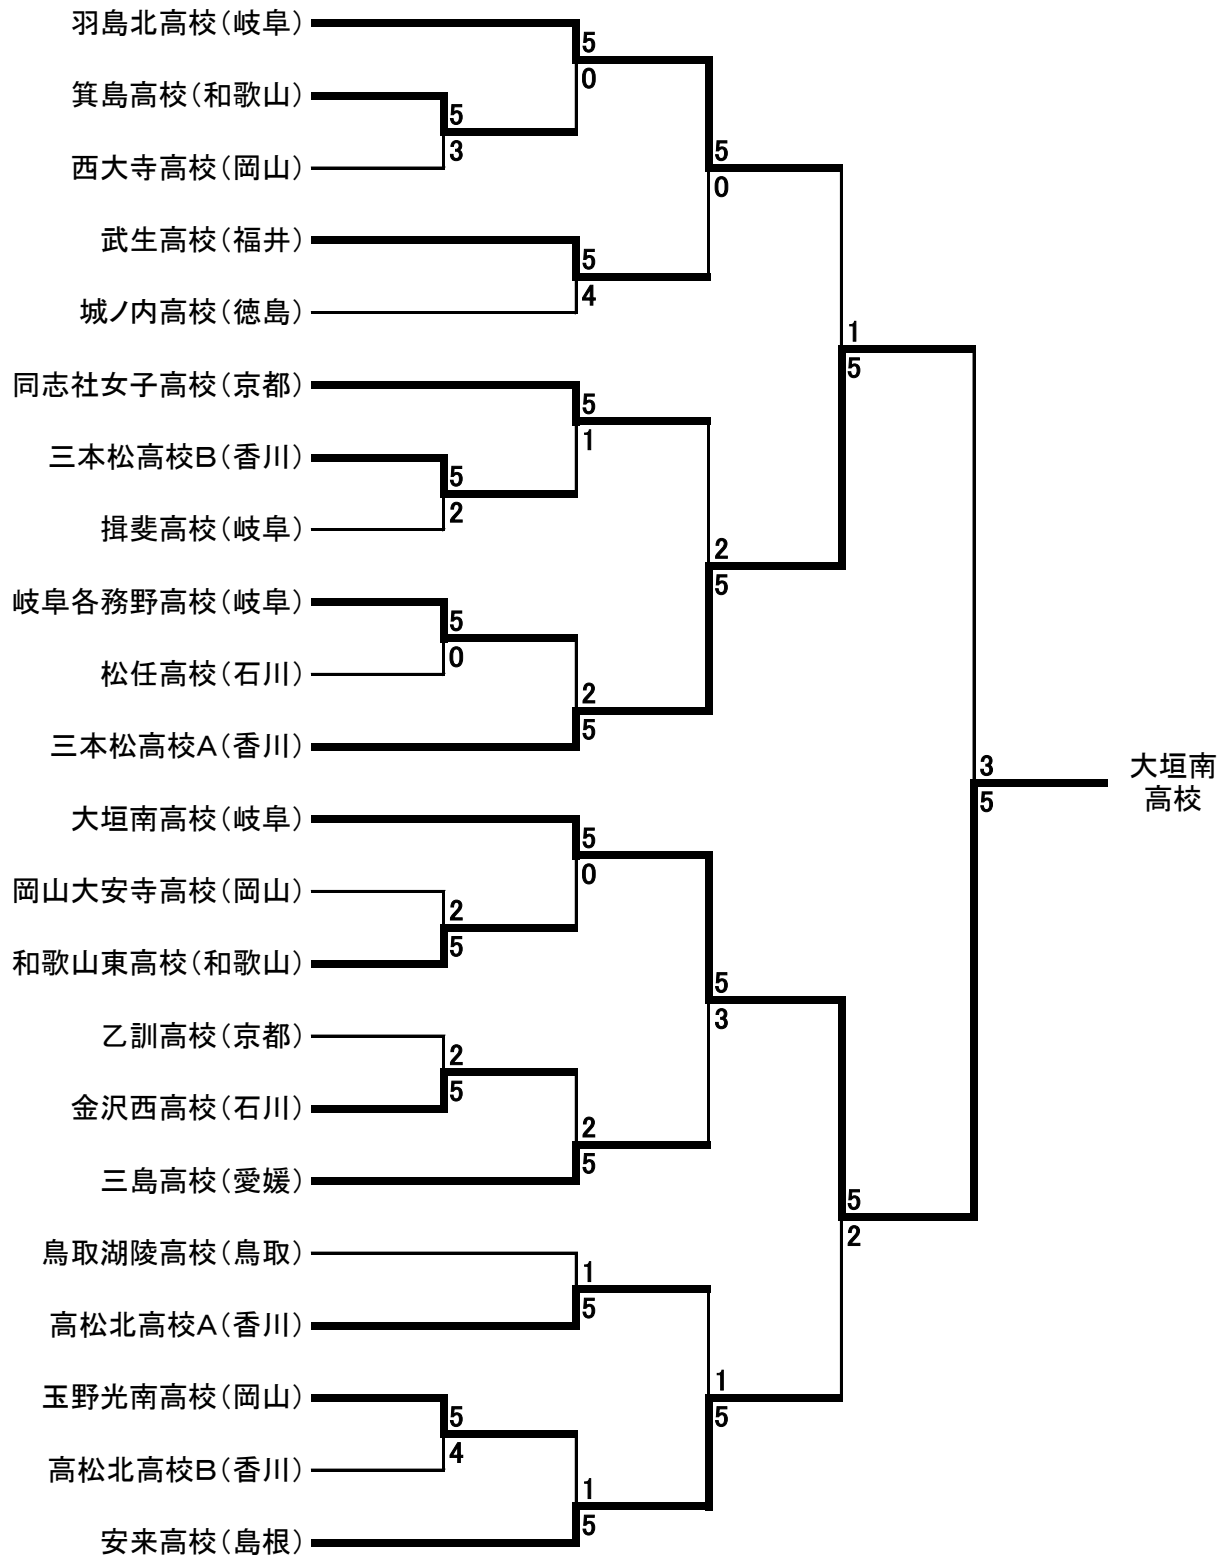 羽島北高校(岐阜)
5
0
箕島高校(和歌山)
5
3
西大寺高校(岡山)
5
0
武生高校(福井)
5
4
城ノ内高校(徳島)
1
5
同志社女子高校(京都)
5
1
三本松高校B(香川)
5
2
揖斐高校(岐阜)
2
5
岐阜各務野高校(岐阜)
5
0
松任高校(石川)
2
5
三本松高校A(香川)
3
5
大垣南
高校
大垣南高校(岐阜)
5
0
岡山大安寺高校(岡山)
2
5
和歌山東高校(和歌山)
5
3
乙訓高校(京都)
2
5
金沢西高校(石川)
2
5
三島高校(愛媛)
5
2
鳥取湖陵高校(鳥取)
1
5
高松北高校A(香川)
1
5
玉野光南高校(岡山)
5
4
高松北高校B(香川)
1
5
安来高校(島根)